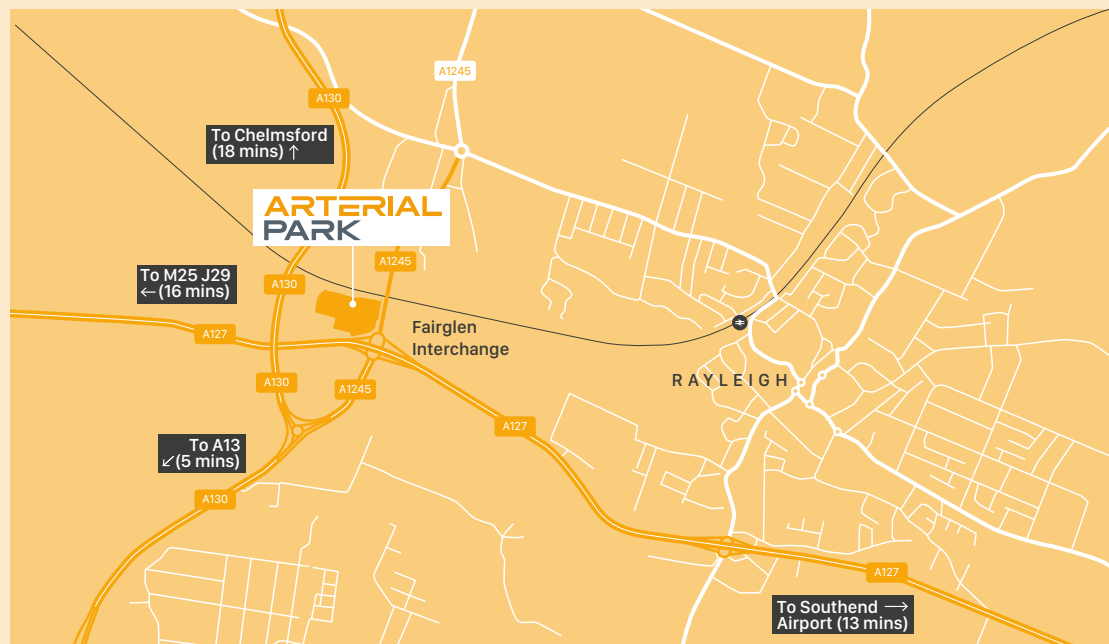 A1245
A130
To Chelmsford
(18 mins) ↑
ARTERIAL
PARK
A1245
To M25 J29
←(16 mins)
A130
A127
Fairglen
Interchange
RAYLEIGH
A130
A1245
A127
To A13
↙(5 mins)
A130
A127
To Southend →
Airport (13 mins)